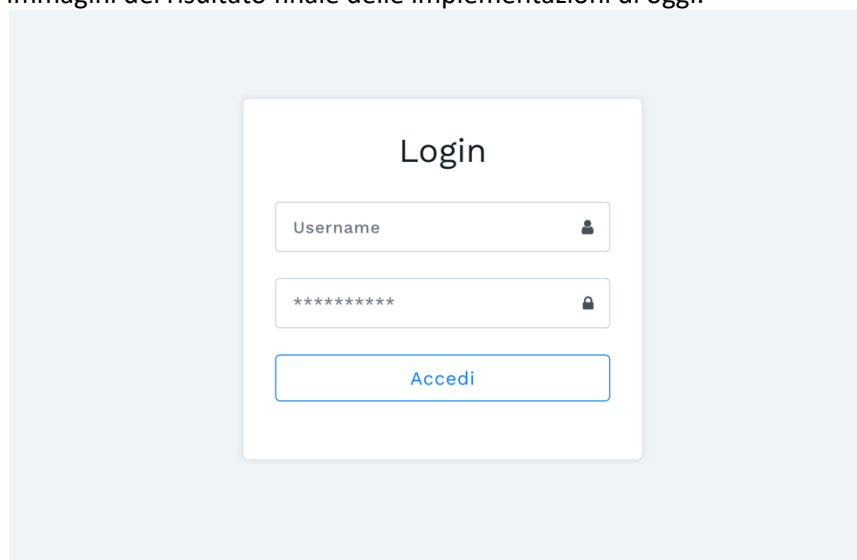 immagini del risultato finale delle implementazioni di oggi.
Login
Username
**********
Accedi